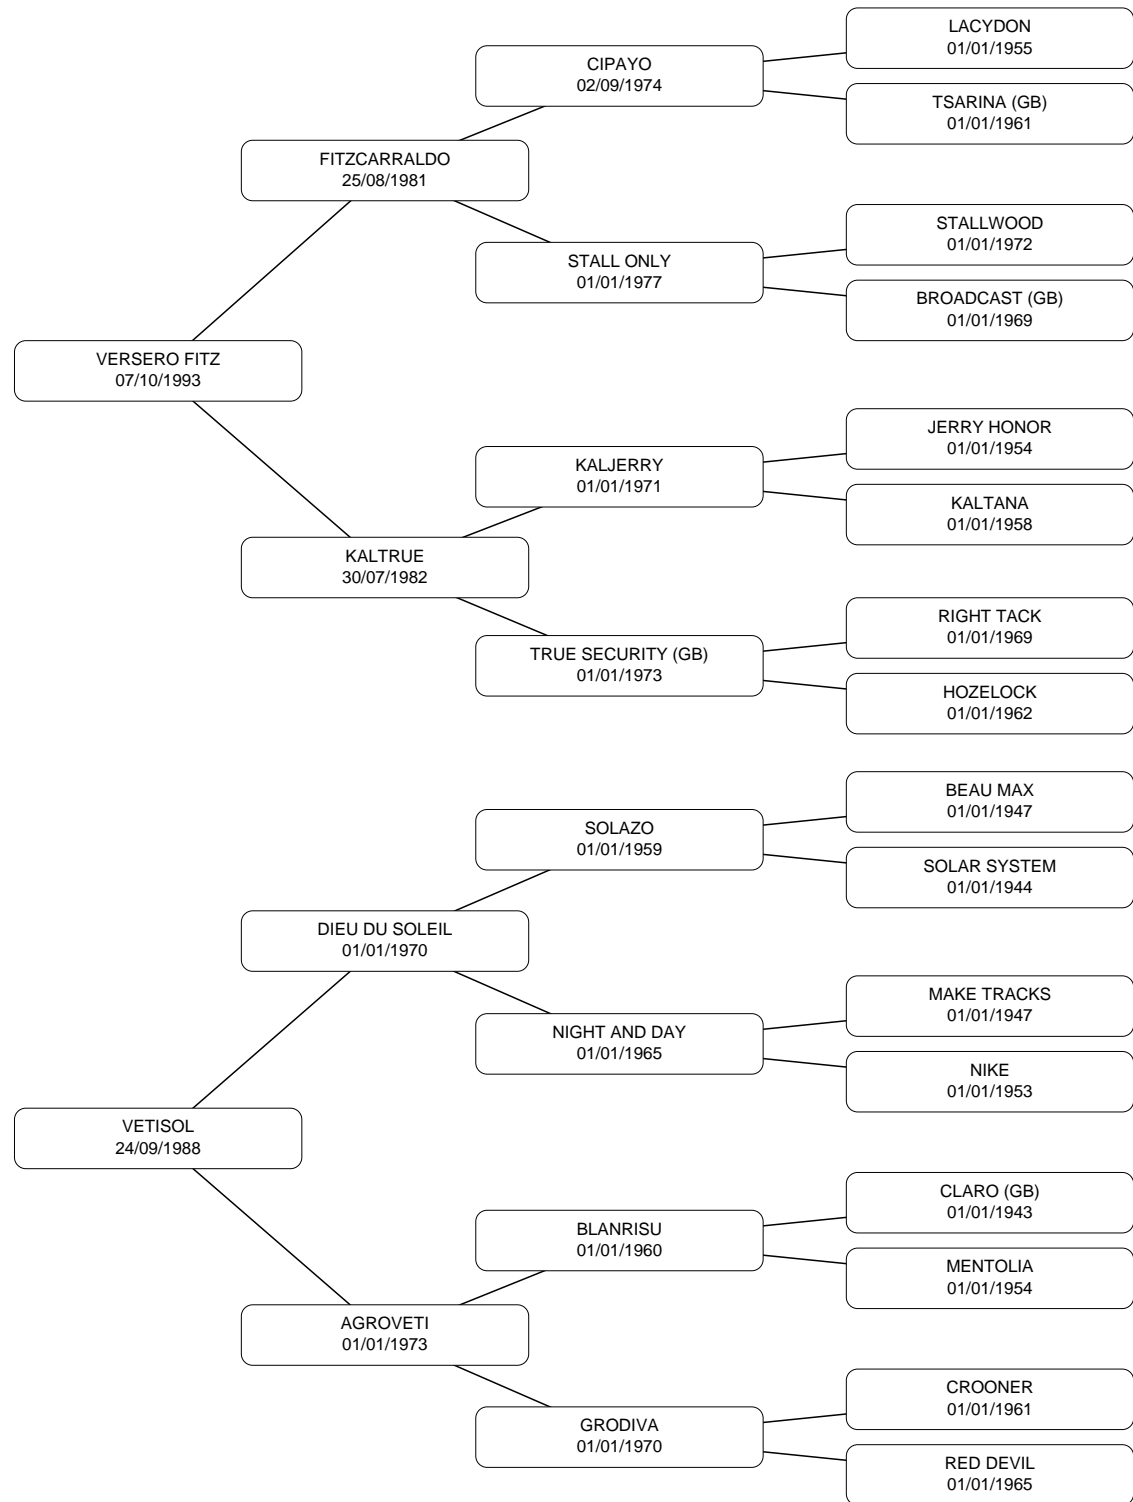 LACYDON
01/01/1955
CIPAYO
02/09/1974
TSARINA (GB)
01/01/1961
FITZCARRALDO
25/08/1981
STALLWOOD
01/01/1972
STALL ONLY
01/01/1977
BROADCAST (GB)
01/01/1969
VERSERO FITZ
07/10/1993
JERRY HONOR
01/01/1954
KALJERRY
01/01/1971
KALTANA
01/01/1958
KALTRUE
30/07/1982
RIGHT TACK
01/01/1969
TRUE SECURITY (GB)
01/01/1973
HOZELOCK
01/01/1962
BEAU MAX
01/01/1947
SOLAZO
01/01/1959
SOLAR SYSTEM
01/01/1944
DIEU DU SOLEIL
01/01/1970
MAKE TRACKS
01/01/1947
NIGHT AND DAY
01/01/1965
NIKE
01/01/1953
VETISOL
24/09/1988
CLARO (GB)
01/01/1943
BLANRISU
01/01/1960
MENTOLIA
01/01/1954
AGROVETI
01/01/1973
CROONER
01/01/1961
GRODIVA
01/01/1970
RED DEVIL
01/01/1965